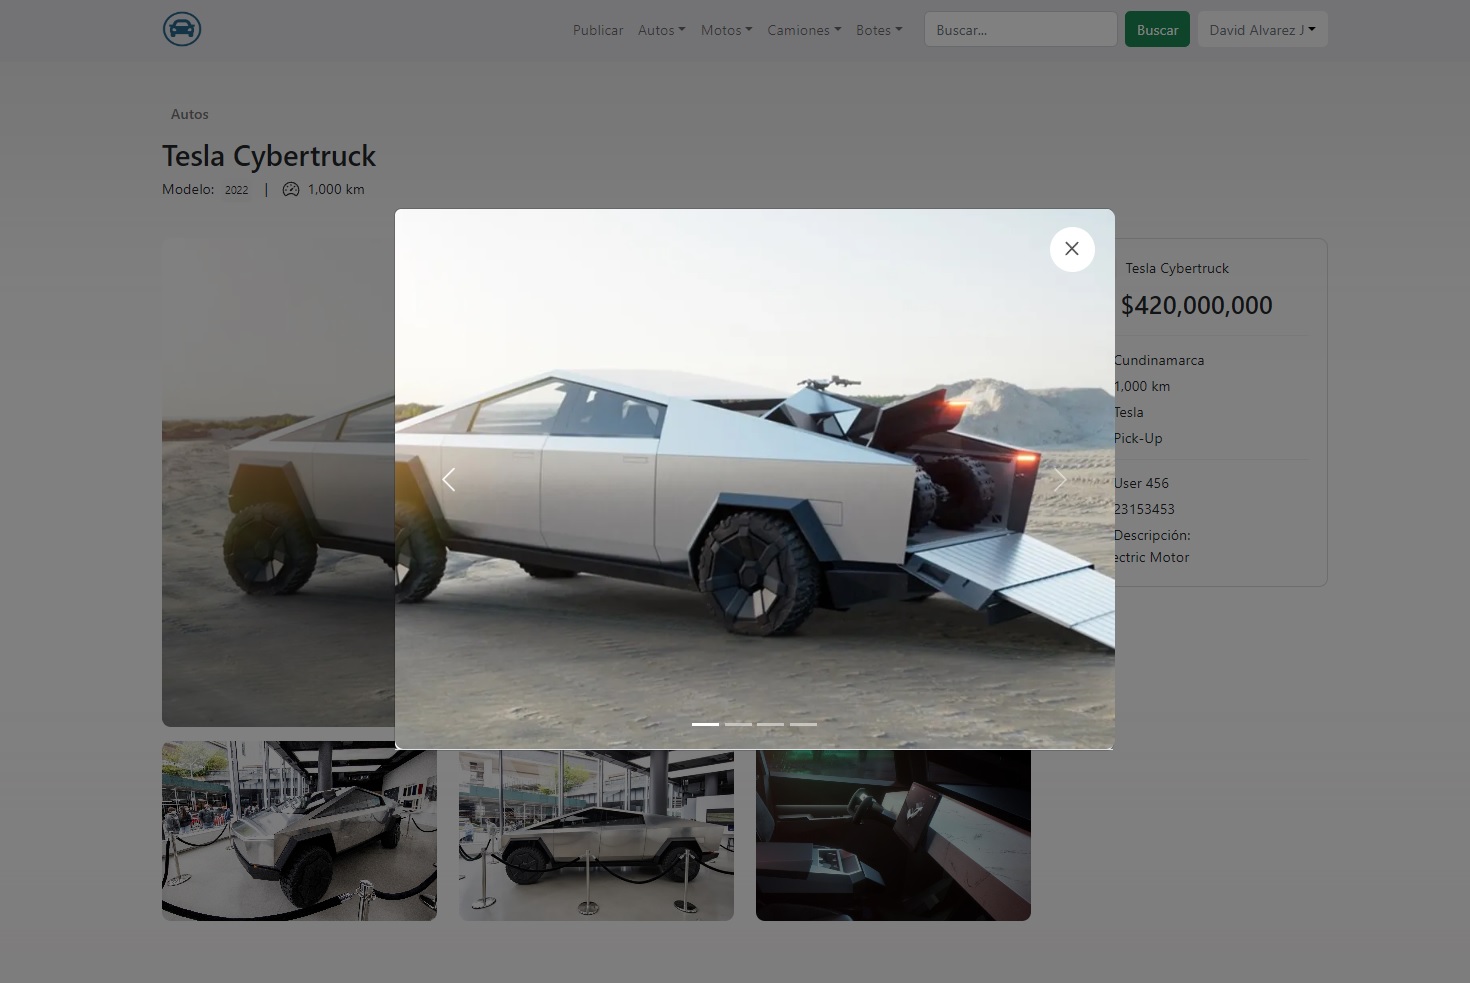 Publicar Autos Motos Camiones Botes Buscar... Buscar David Alvarez J
Autos
Tesla Cybertruck
Modelo: 2022 | 1,000 km
Tesla Cybertruck
$420,000,000
Cundinamarca
1,000 km
Tesla
Pick-Up
User 456
23153453
Descripción:
ectric Motor